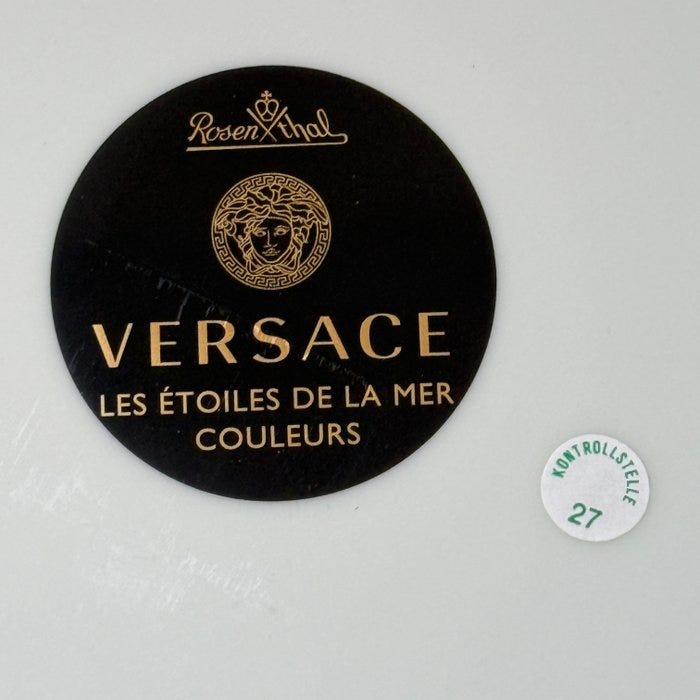 Rosenthal
VERSACE
LES ÉTOILES DE LA MER
COULEURS
KONTROLLSTELLE
27